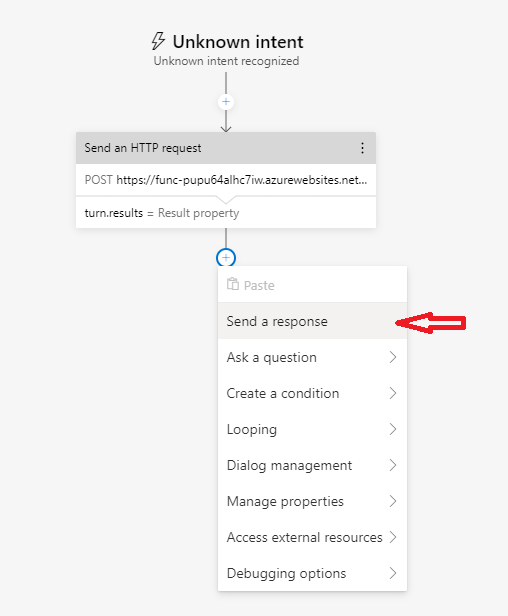 Unknown intent
Unknown intent recognized
Send an HTTP request
POST https://func-pupu64alhc7iw.azurewebsites.net...
turn.results = Result property
Paste
Send a response
Ask a question
Create a condition
Looping
Dialog management
Manage properties
Access external resources
Debugging options